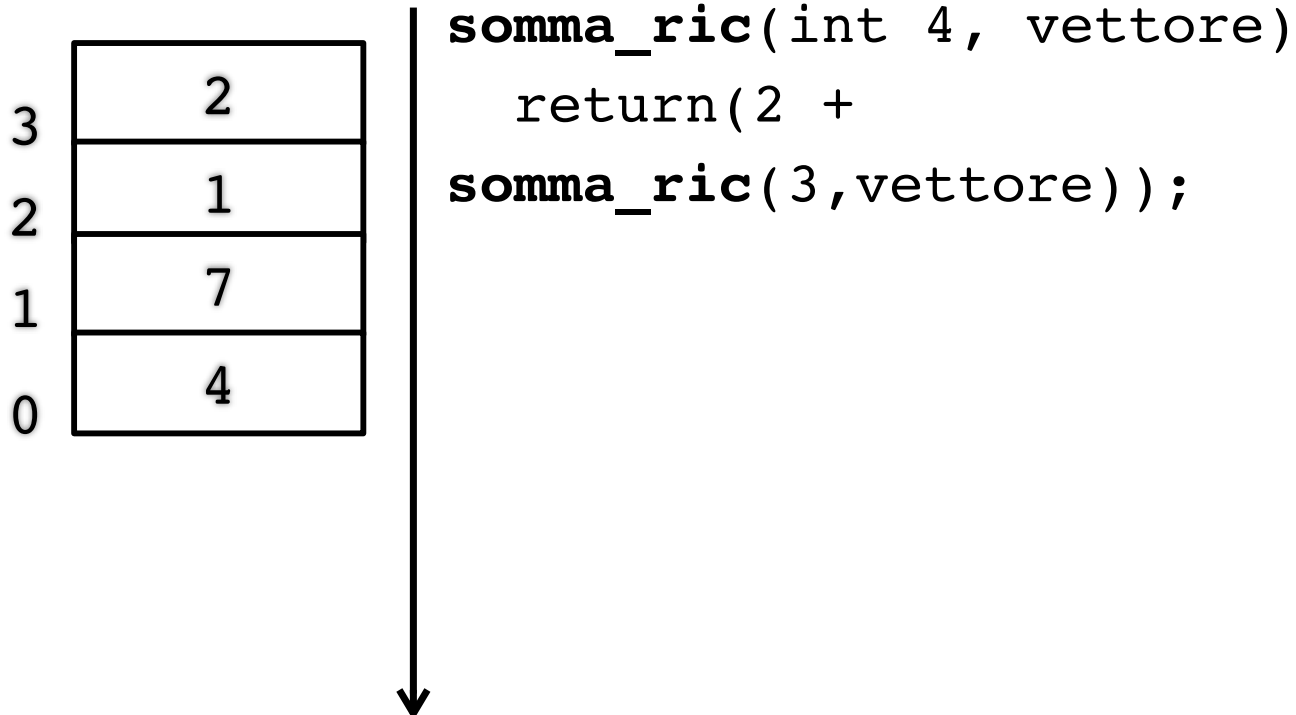 somma_ric(int 4, vettore)
return(2 +
somma_ric(3,vettore));
3 2
2 1
1 7
0 4